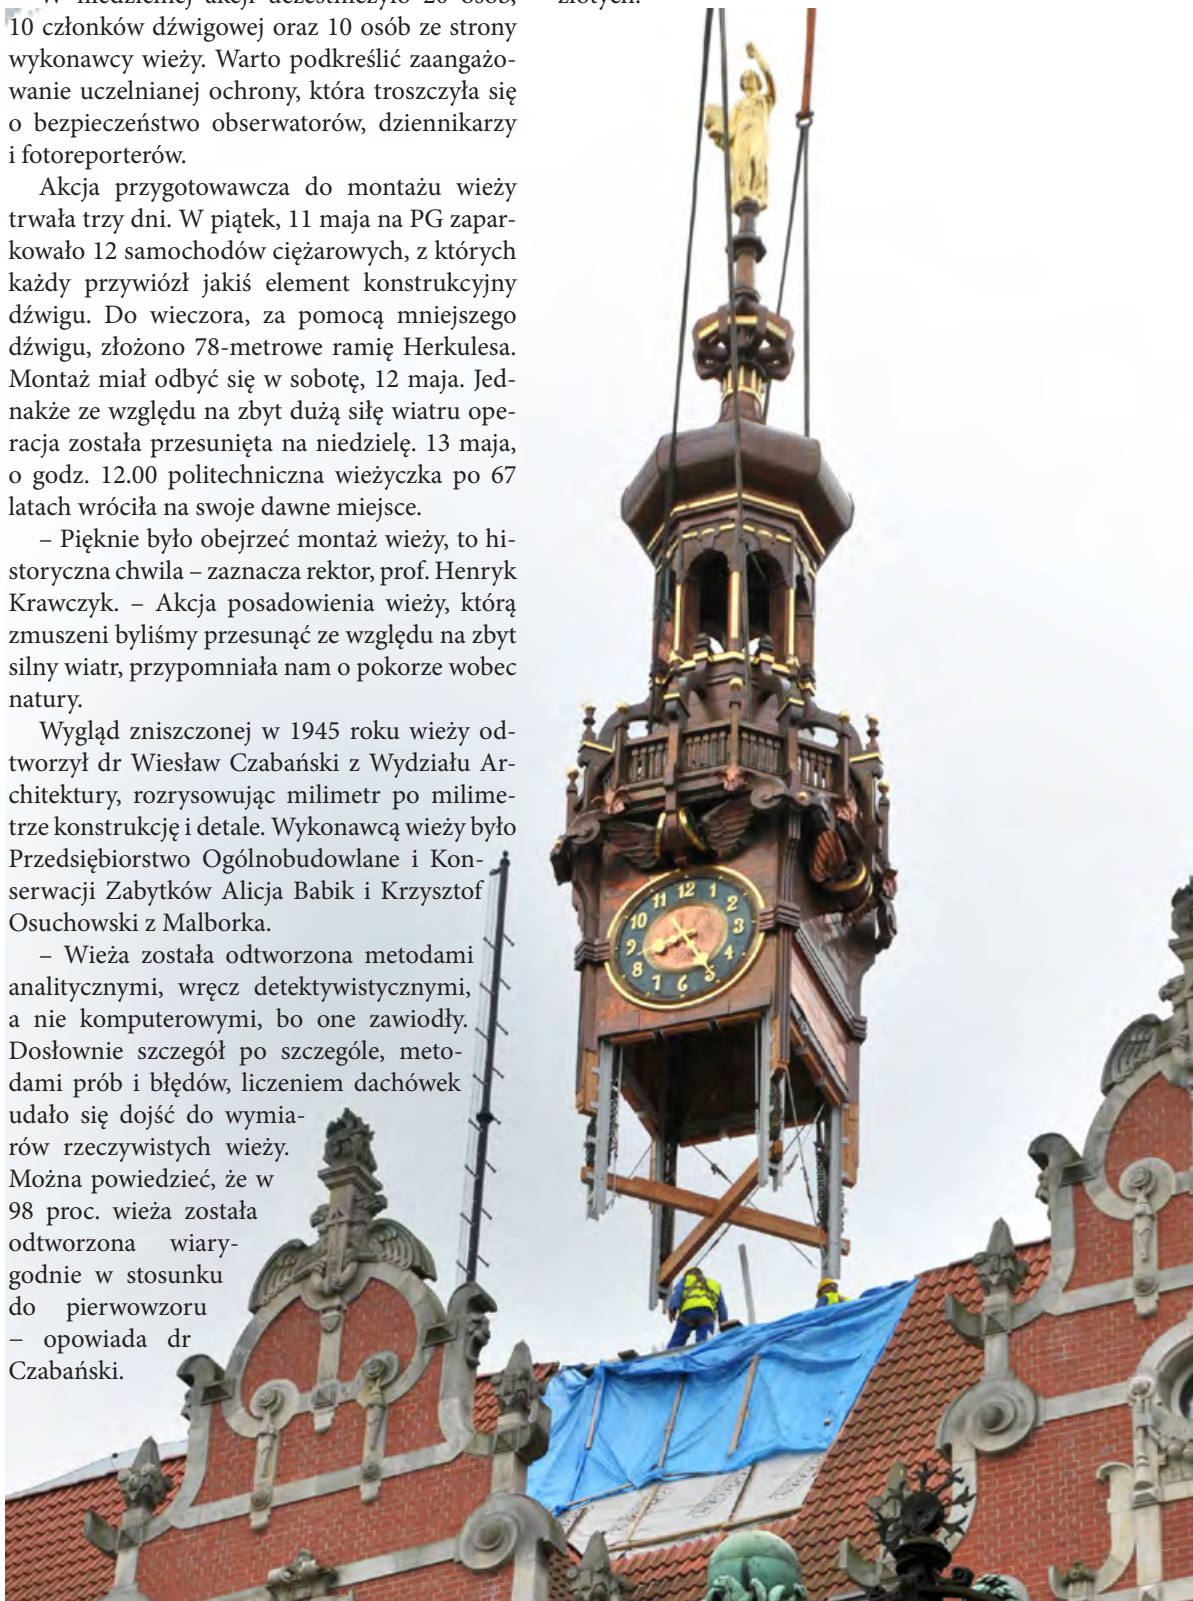 W niedzielnej akcji uczestniczyło 20 osób,
10 członków dźwigowej oraz 10 osób ze strony
wykonawcy wieży. Warto podkreślić zaangażo-
wanie uczelnianej ochrony, która troszczyła się
o bezpieczeństwo obserwatorów, dziennikarzy
i fotoreporterów.
Akcja przygotowawcza do montażu wieży
trwała trzy dni. W piątek, 11 maja na PG zapar-
kowało 12 samochodów ciężarowych, z których
każdy przywiózł jakiś element konstrukcyjny
dźwigu. Do wieczora, za pomocą mniejszego
dźwigu, złożono 78-metrowe ramię Herkulesa.
Montaż miał odbyć się w sobotę, 12 maja. Jed-
nakże ze względu na zbyt dużą siłę wiatru ope-
racja została przesunięta na niedzielę. 13 maja,
o godz. 12.00 politechniczna wieżyczka po 67
latach wróciła na swoje dawne miejsce.
– Pięknie było obejrzeć montaż wieży, to hi-
storyczna chwila – zaznacza rektor, prof. Henryk
Krawczyk. – Akcja posadowienia wieży, którą
zmuszeni byliśmy przesunąć ze względu na zbyt
silny wiatr, przypomniała nam o pokorze wobec
natury.
Wygląd zniszczonej w 1945 roku wieży od-
tworzył dr Wiesław Czabański z Wydziału Ar-
chitektury, rozrysowując milimetr po milime-
trze konstrukcję i detale. Wykonawcą wieży było
Przedsiębiorstwo Ogólnobudowlane i Kon-
serwacji Zabytków Alicja Babik i Krzysztof
Osuchowski z Malborka.
– Wieża została odtworzona metodami
analitycznymi, wręcz detektywistycznymi,
a nie komputerowymi, bo one zawiodły.
Dosłownie szczegół po szczególe, meto-
dami prób i błędów, liczeniem dachówek
udało się dojść do wymia-
rów rzeczywistych wieży.
Można powiedzieć, że w
98 proc. wieża została
odtworzona wiary-
godnie w stosunku
do pierwowzoru
– opowiada dr
Czabański.
złotych.
12
1
2
3
4
5
6
7
8
9
10
11